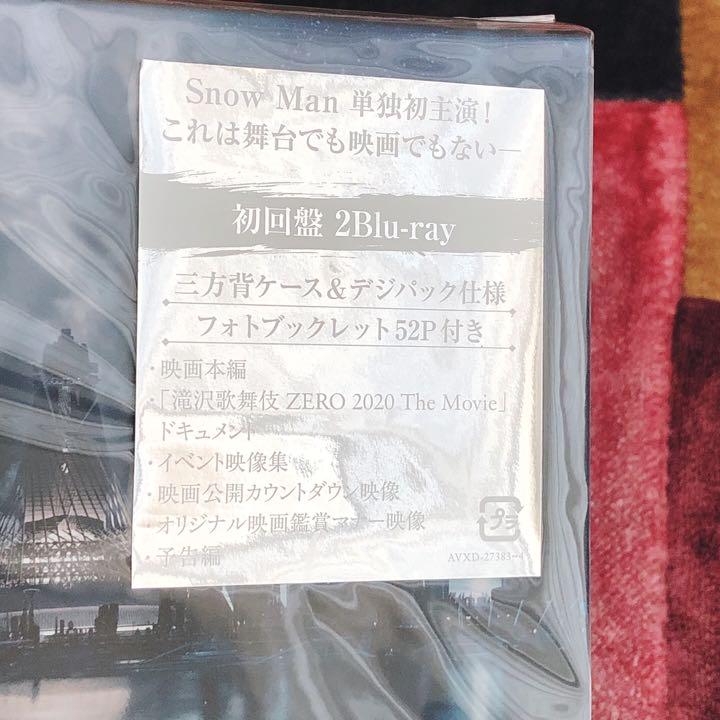 Snow Man 単独初主演！
これは舞台でも映画でもない―
初回盤 2Blu-ray
三方背ケース＆デジパック仕様
フォトブックレット52P付き
・映画本編
・「滝沢歌舞伎 ZERO 2020 The Movie」
ドキュメント
・イベント映像集
・映画公開カウントダウン映像
・オリジナル映画鑑賞マナー映像
・予告編
プラ
AVXD-27383~4